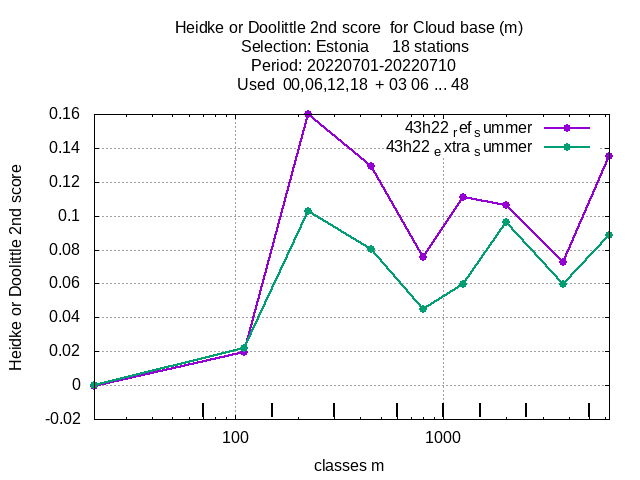 Heidke or Doolittle 2nd score  for Cloud base (m)
Selection: Estonia     18 stations
Period: 20220701-20220710
Used  00,06,12,18  + 03 06 ... 48
43h22 ref summer
43h22 extra summer
Heidke or Doolittle 2nd score
0.16
0.14
0.12
0.1
0.08
0.06
0.04
0.02
0
-0.02
100 1000
classes m